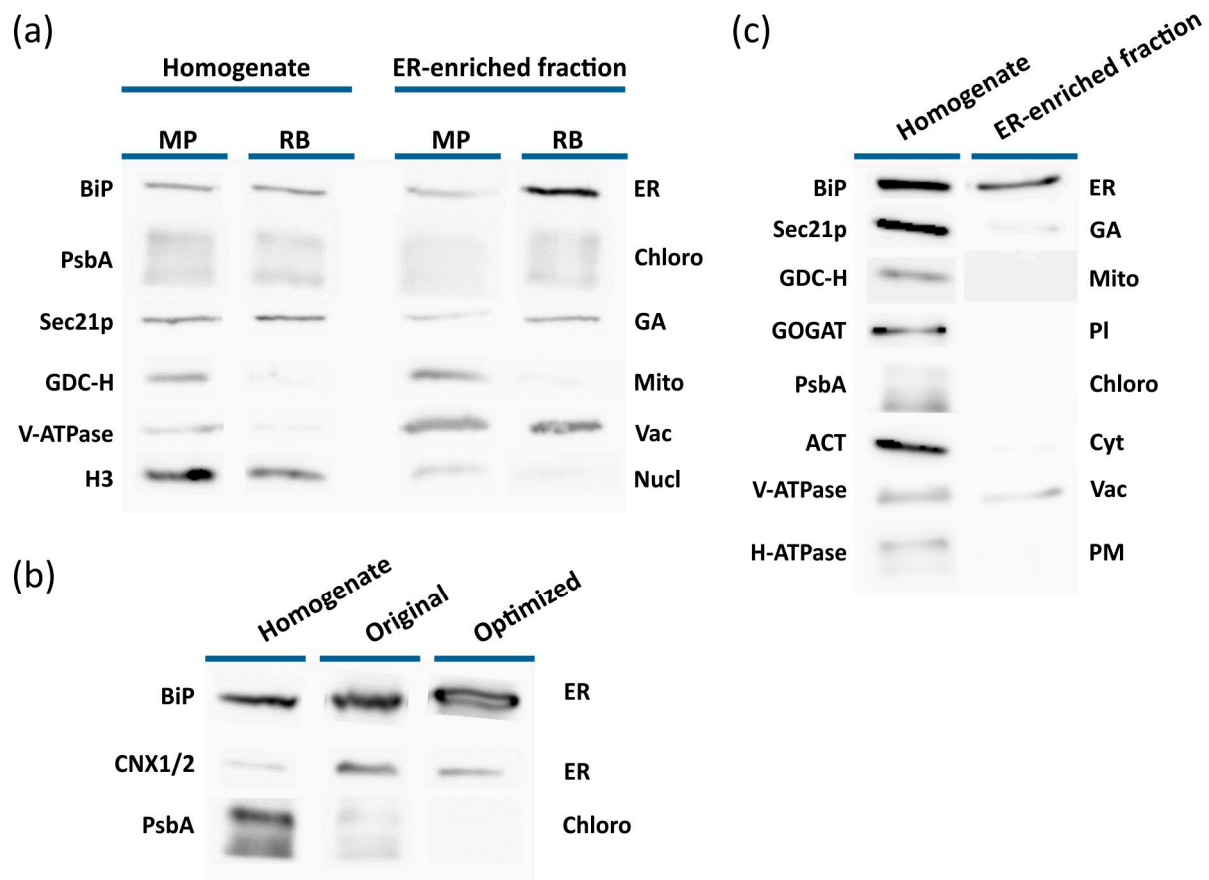 (a)
Homogenate ER-enriched fraction
MP RB MP RB
BiP ER
PsbA Chloro
Sec21p GA
GDC-H Mito
V-ATPase Vac
H3 Nucl
(b)
Homogenate Original Optimized
BiP ER
CNX1/2 ER
PsbA Chloro
(c)
Homogenate ER-enriched fraction
BiP ER
Sec21p GA
GDC-H Mito
GOGAT Pl
PsbA Chloro
ACT Cyt
V-ATPase Vac
H-ATPase PM